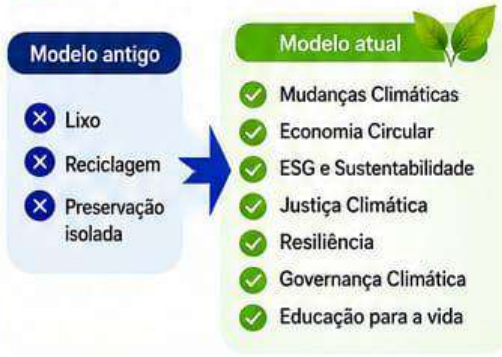 Modelo antigo
Lixo
Reciclagem
Preservação
isolada
Modelo atual
Mudanças Climáticas
Economia Circular
ESG e Sustentabilidade
Justiça Climática
Resiliência
Governança Climática
Educação para a vida